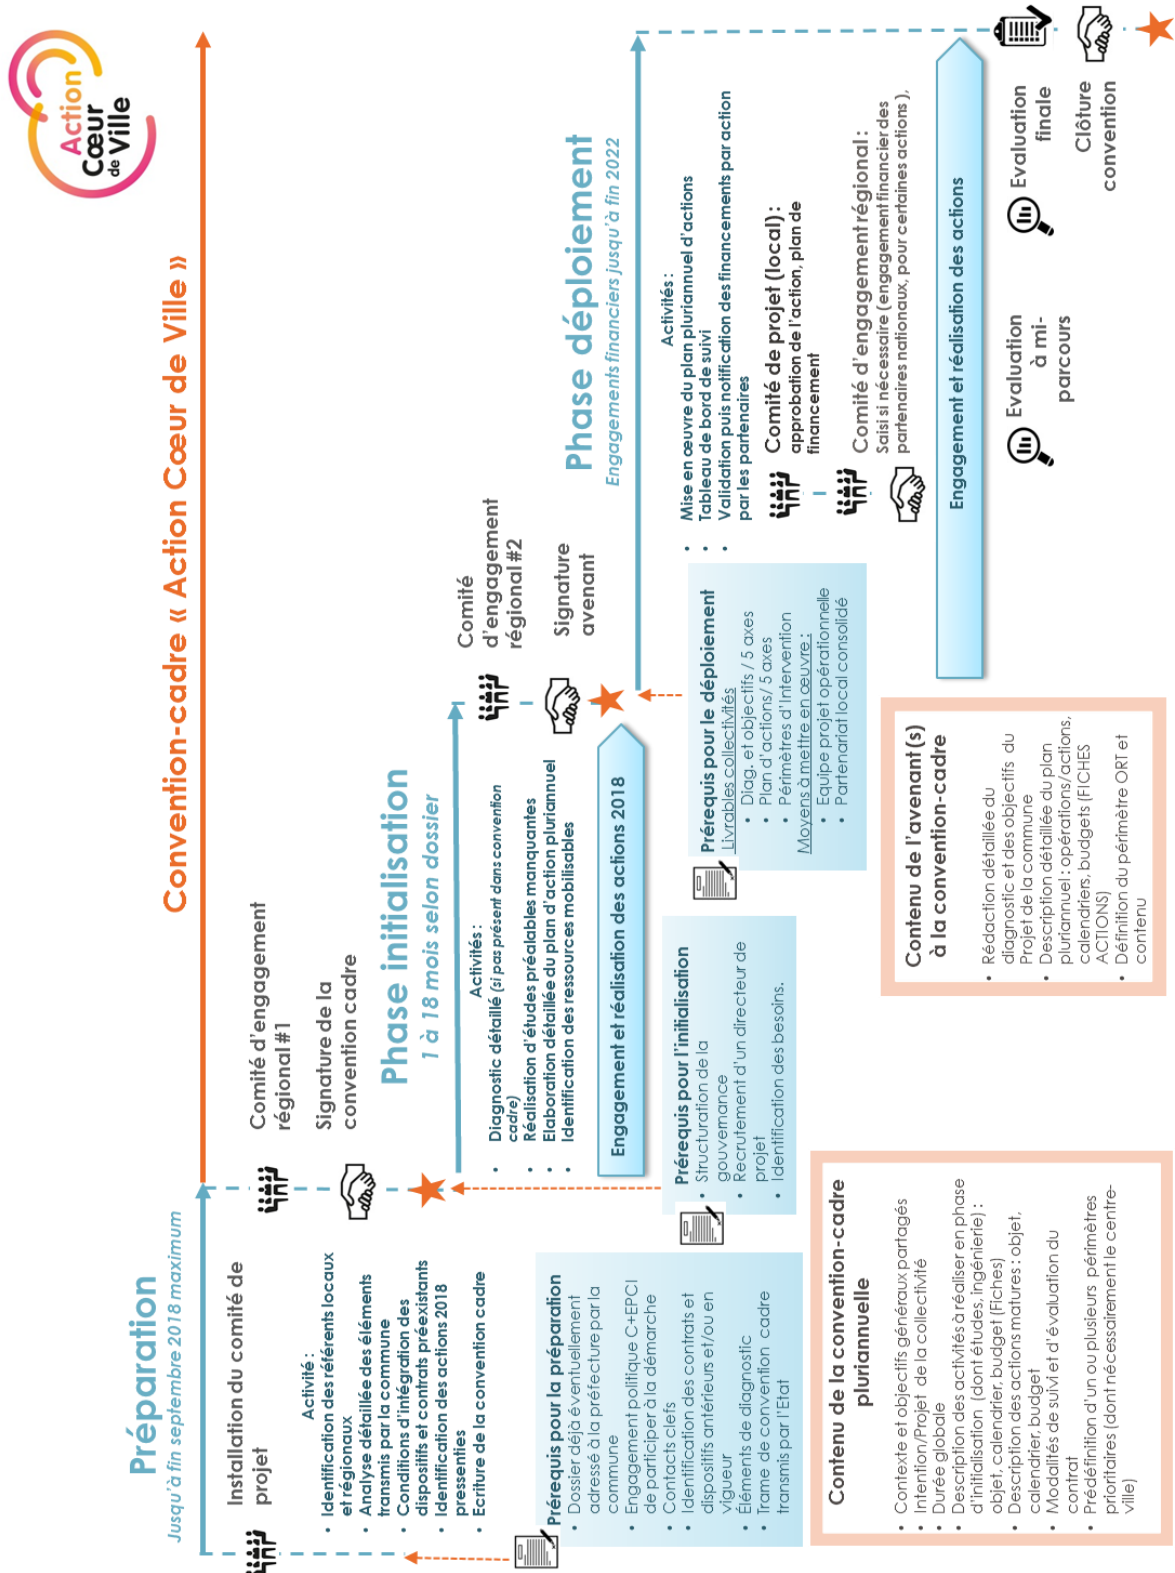 Action
Cœur
de Ville
Convention-cadre « Action Cœur de Ville »
Préparation
Jusqu'à fin septembre 2018 maximum
Installation du comité de
projet
Activité :
• Identification des référents locaux
et régionaux
• Analyse détaillée des éléments
transmis par la commune
• Conditions d'intégration des
dispositifs et contrats préexistants
• Identification des actions 2018
pressenties
• Ecriture de la convention cadre
Prérequis pour la préparation
• Dossier déjà éventuellement
adressé à la préfecture par la
commune
• Engagement politique C+EPCI
de participer à la démarche
• Contacts clefs
• Identification des contrats et
dispositifs antérieurs et/ou en
vigueur
• Eléments de diagnostic
• Trame de convention cadre
transmis par l'Etat
Contenu de la convention-cadre
pluriannuelle
• Contexte et objectifs généraux partagés
• Intention/Projet de la collectivité
• Durée globale
• Description des activités à réaliser en phase
d'initialisation (dont études, ingénierie) :
objet, calendrier, budget (Fiches)
• Description des actions matures : objet,
calendrier, budget
• Modalités de suivi et d'évaluation du
contrat
• Prédéfinition d'un ou plusieurs périmètres
prioritaires (dont nécessairement le centre-
ville)
Comité d'engagement
régional #1
Signature de la
convention cadre
Phase initialisation
1 à 18 mois selon dossier
Activités :
• Diagnostic détaillé (si pas présent dans convention
cadre)
• Réalisation d'études préalables manquantes
• Elaboration détaillée du plan d'action pluriannuel
• Identification des ressources mobilisables
Engagement et réalisation des actions 2018
Prérequis pour l'initialisation
• Structuration de la
gouvernance
• Recrutement d'un directeur de
projet
• Identification des besoins.
Comité
d'engagement
régional #2
Signature
avenant
Phase déploiement
Engagements financiers jusqu'à fin 2022
Activités :
• Mise en œuvre du plan pluriannuel d'actions
• Tableau de bord de suivi
• Validation puis notification des financements par action
par les partenaires
Comité de projet (local) :
approbation de l'action, plan de
financement
Comité d'engagement régional :
Saisi si nécessaire (engagement financier des
partenaires nationaux, pour certaines actions ),
Prérequis pour le déploiement
Livrables collectivités
• Diag. et objectifs / 5 axes
• Plan d'actions/ 5 axes
• Périmètres d'Intervention
Moyens à mettre en œuvre :
• Equipe projet opérationnelle
• Partenariat local consolidé
Engagement et réalisation des actions
Contenu de l'avenant (s)
à la convention-cadre
• Rédaction détaillée du
diagnostic et des objectifs du
Projet de la commune
• Description détaillée du plan
pluriannuel : opérations/actions,
calendriers, budgets (FICHES
ACTIONS)
• Définition du périmètre ORT et
contenu
Evaluation
à mi-
parcours
Evaluation
finale
Clôture
convention